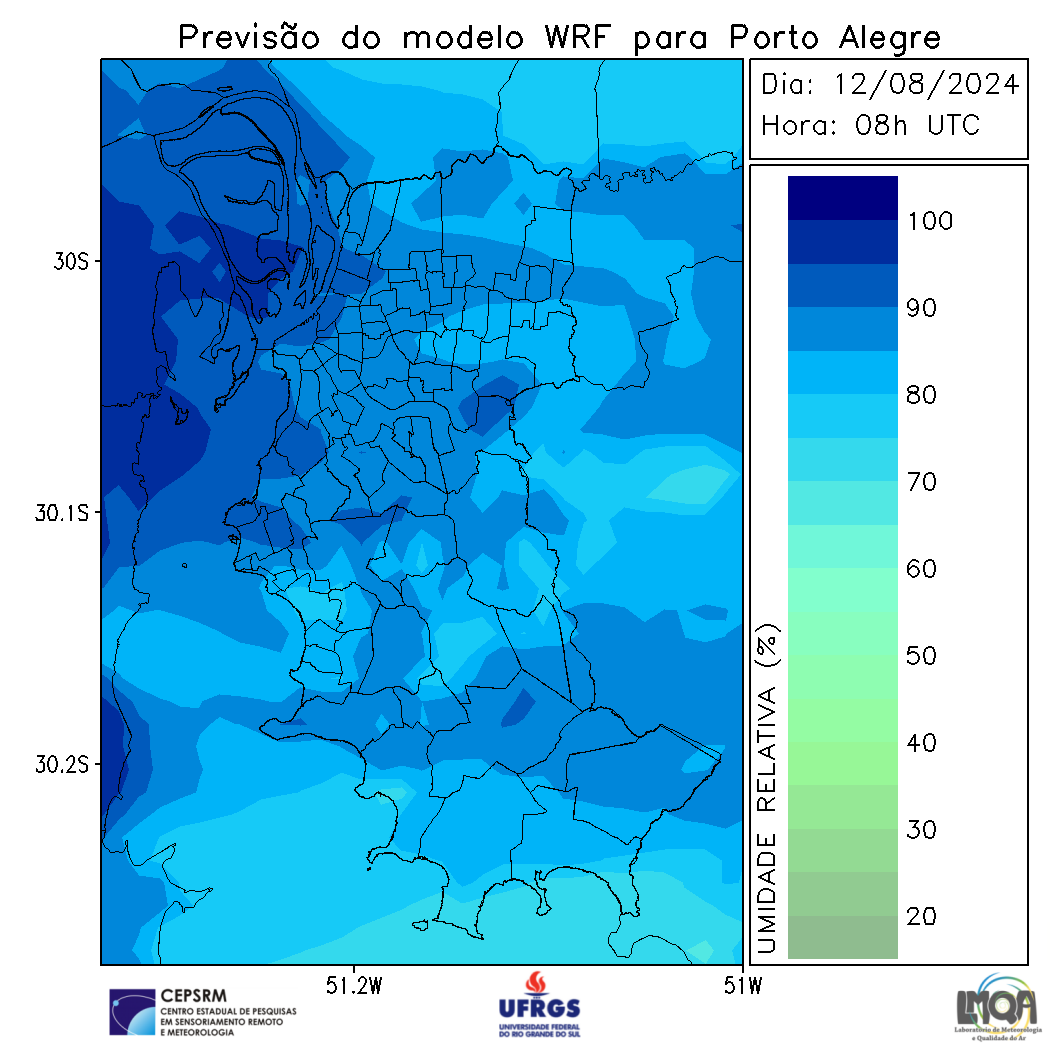 Previsão do modelo WRF para Porto Alegre
Dia: 12/08/2024
Hora: 08h UTC
30S
30.1S
30.2S
51.2W
51W
100
90
80
70
60
50
40
30
20
UMIDADE RELATIVA (%)
CEPSRM
CENTRO ESTADUAL DE PESQUISAS
EM SENSORIAMENTO REMOTO
E METEOROLOGIA
UFRGS
UNIVERSIDADE FEDERAL
DO RIO GRANDE DO SUL
LMQA
Laboratório de Meteorologia
e Qualidade do Ar